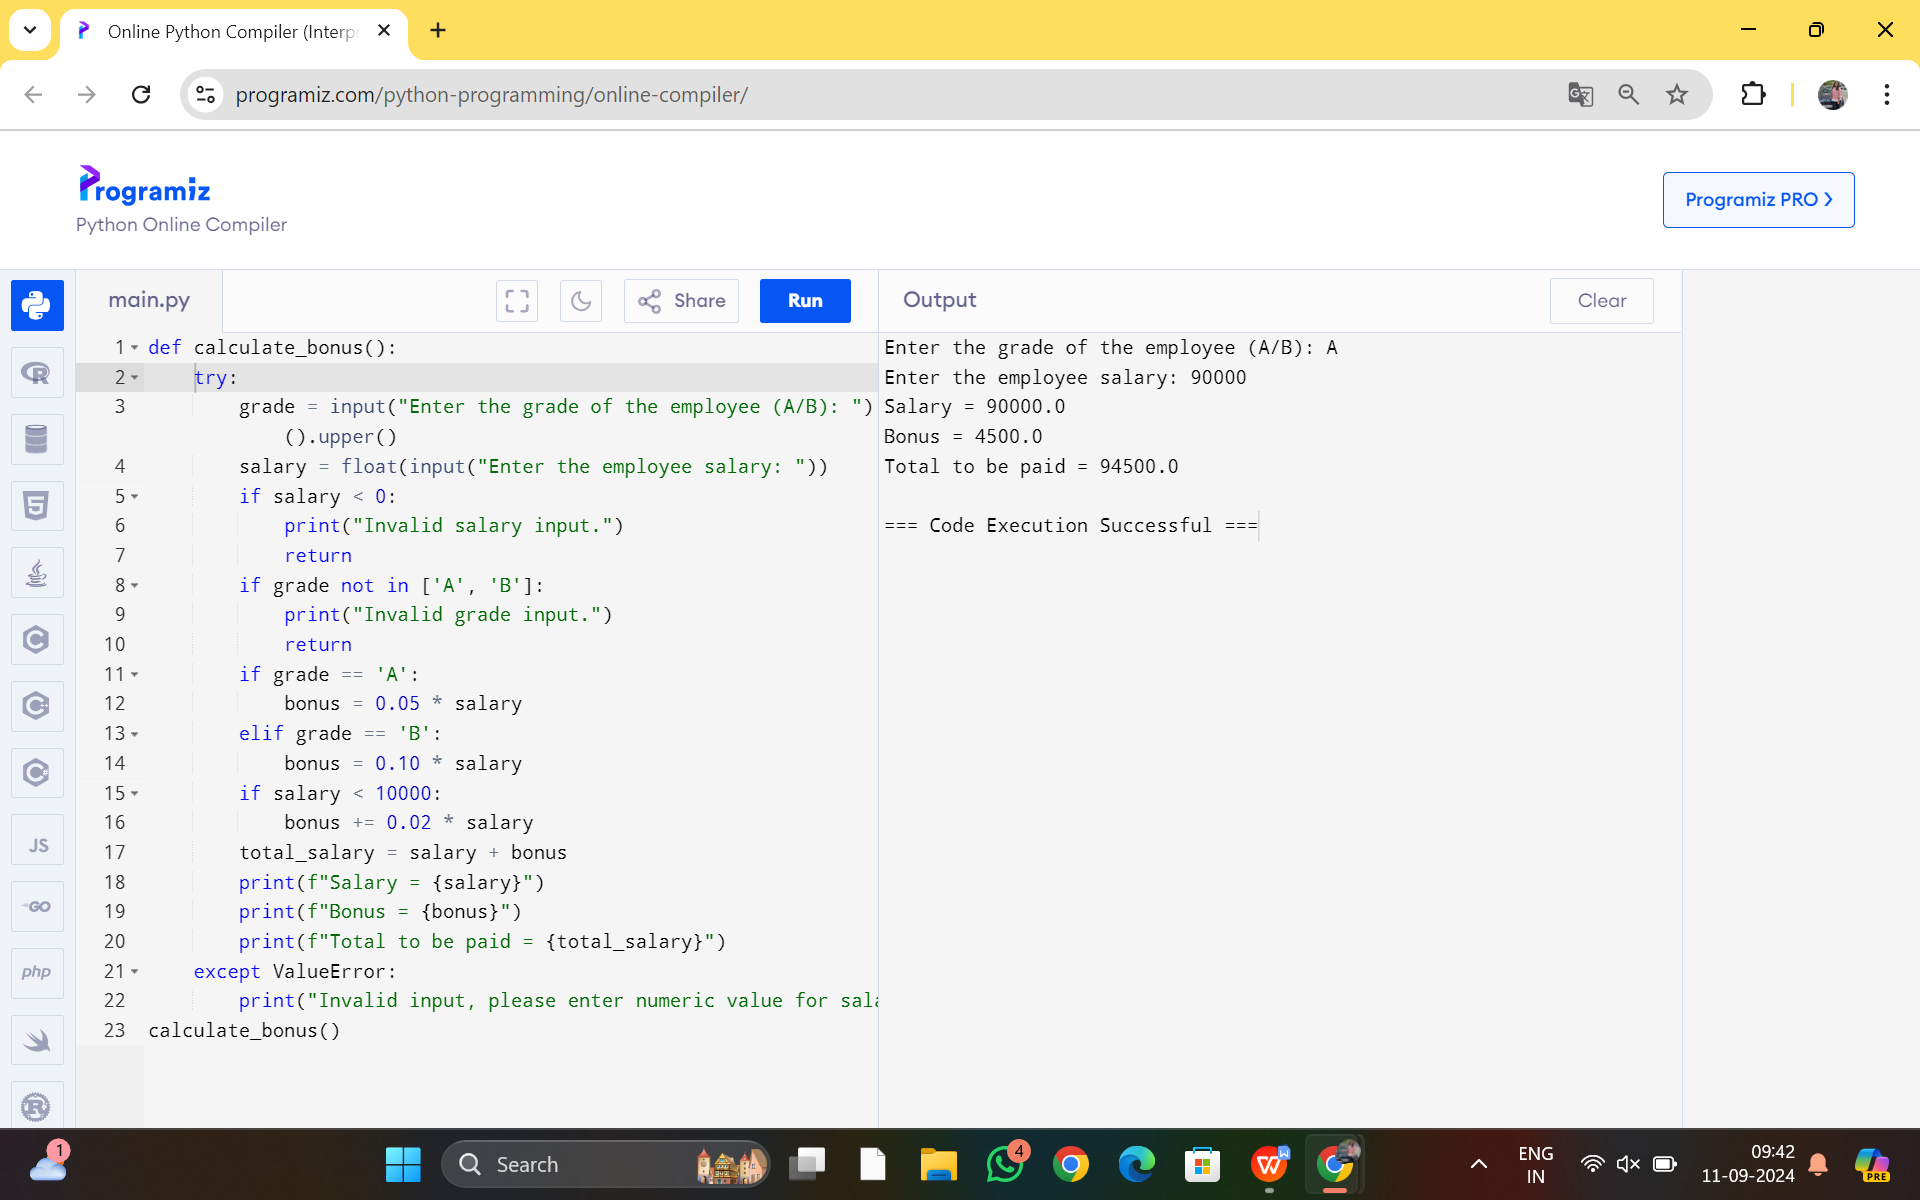 Online Python Compiler (Interp
programiz.com/python-programming/online-compiler/
Programiz
Python Online Compiler
Programiz PRO
main.py
Share
Run
Output
Clear
1 def calculate_bonus():
2 try:
3 grade = input("Enter the grade of the employee (A/B): ")
().upper()
4 salary = float(input("Enter the employee salary: "))
5 if salary < 0:
6 print("Invalid salary input.")
7 return
8 if grade not in ['A', 'B']:
9 print("Invalid grade input.")
10 return
11 if grade == 'A':
12 bonus = 0.05 * salary
13 elif grade == 'B':
14 bonus = 0.10 * salary
15 if salary < 10000:
16 bonus += 0.02 * salary
17 total_salary = salary + bonus
18 print(f"Salary = {salary}")
19 print(f"Bonus = {bonus}")
20 print(f"Total to be paid = {total_salary}")
21 except ValueError:
22 print("Invalid input, please enter numeric value for sala
23 calculate_bonus()
Enter the grade of the employee (A/B): A
Enter the employee salary: 90000
Salary = 90000.0
Bonus = 4500.0
Total to be paid = 94500.0
=== Code Execution Successful ===
JS
GO
php
1
Search
4
ENG
IN
09:42
11-09-2024
PRE